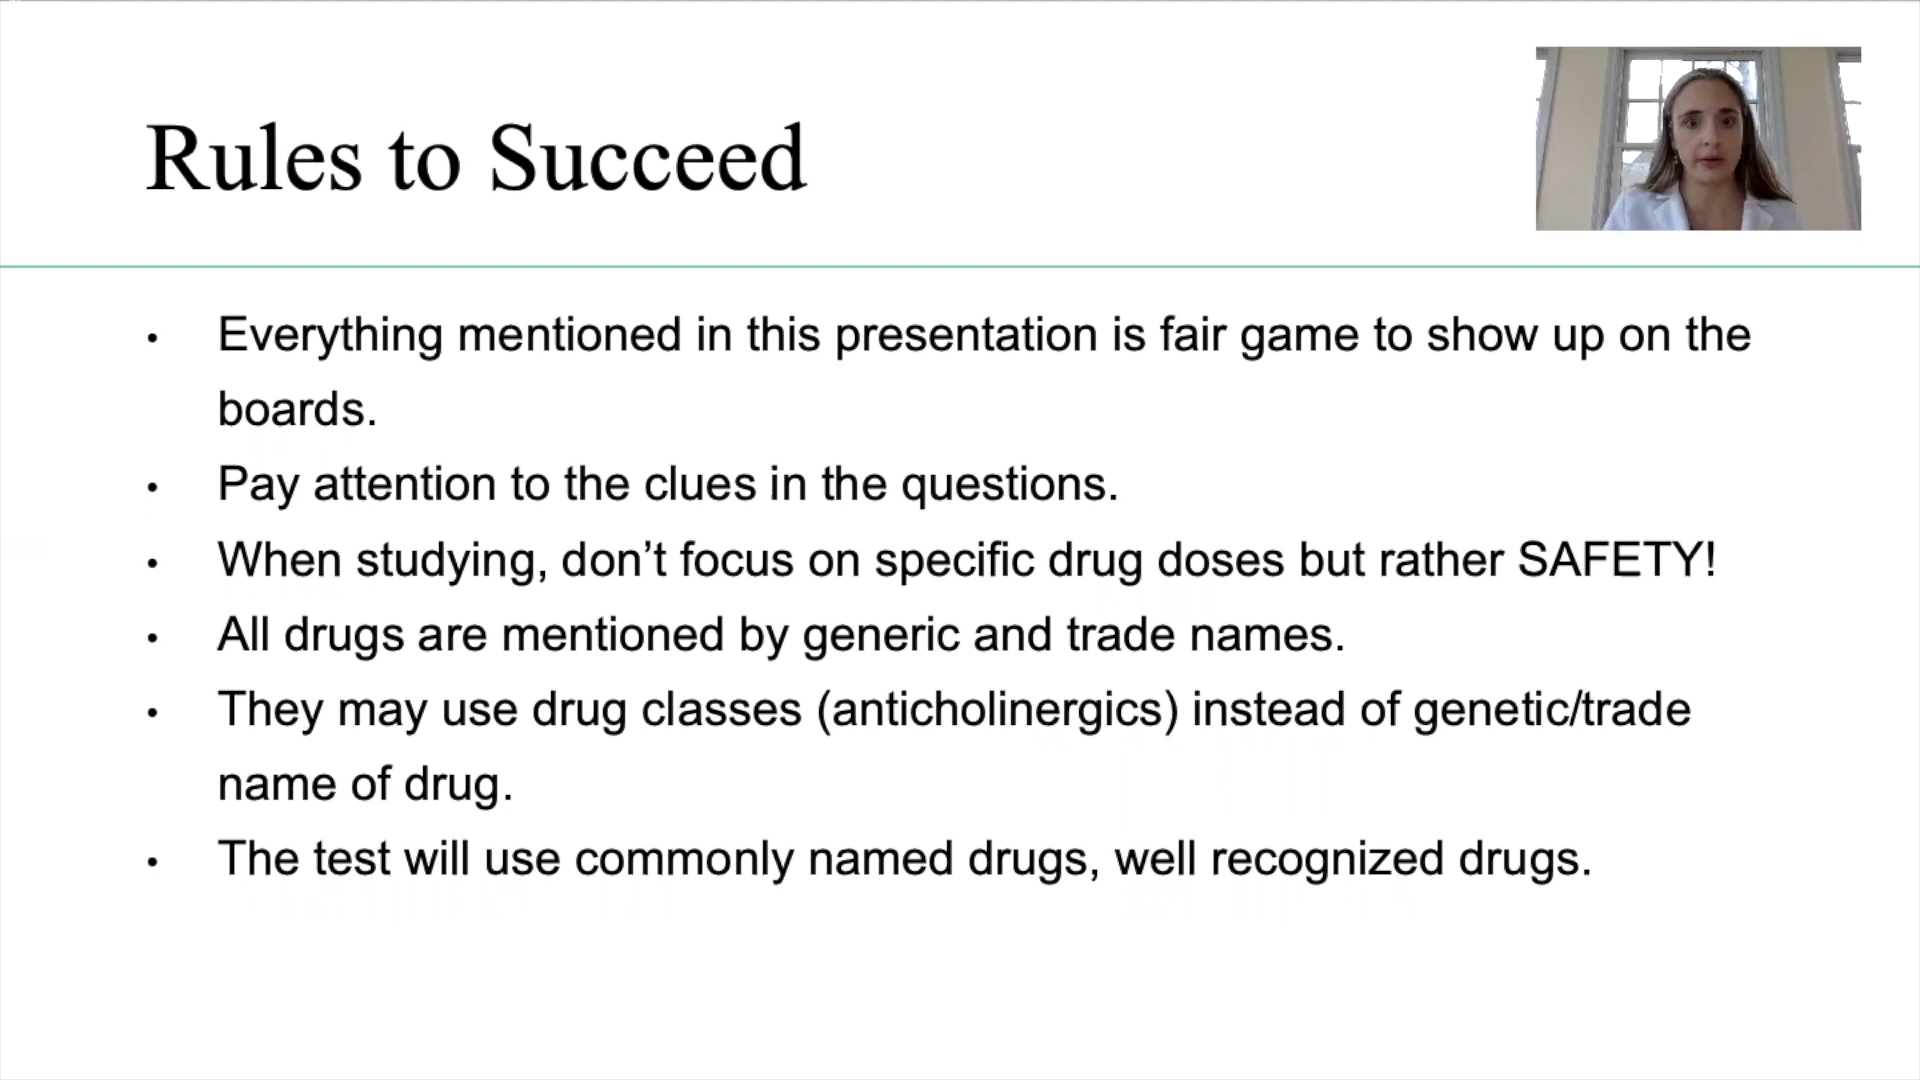 Rules to Succeed
• Everything mentioned in this presentation is fair game to show up on the
boards.
• Pay attention to the clues in the questions.
• When studying, don’t focus on specific drug doses but rather SAFETY!
• All drugs are mentioned by generic and trade names.
• They may use drug classes (anticholinergics) instead of genetic/trade
name of drug.
• The test will use commonly named drugs, well recognized drugs.